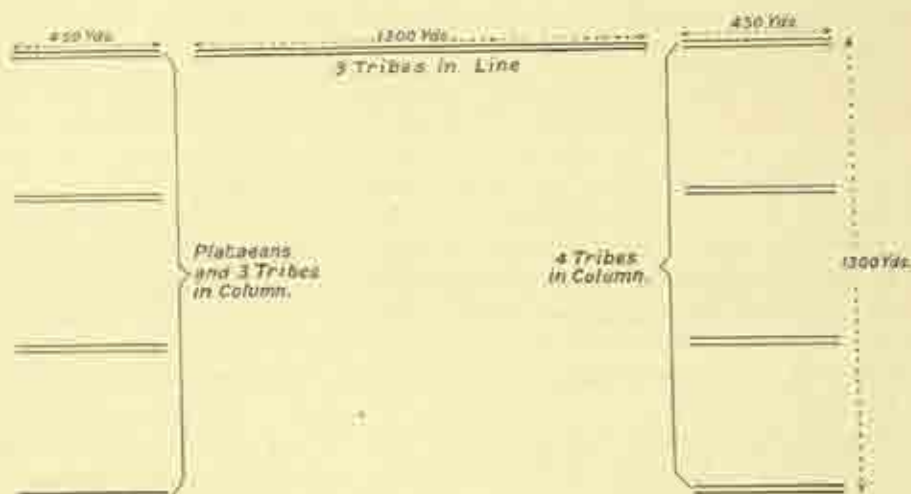 450 Yds.
1300 Yds.
450 Yds.
3 Tribes in Line
Plataeans
and 3 Tribes
in Column.
4 Tribes
in Column.
1300 Yds.